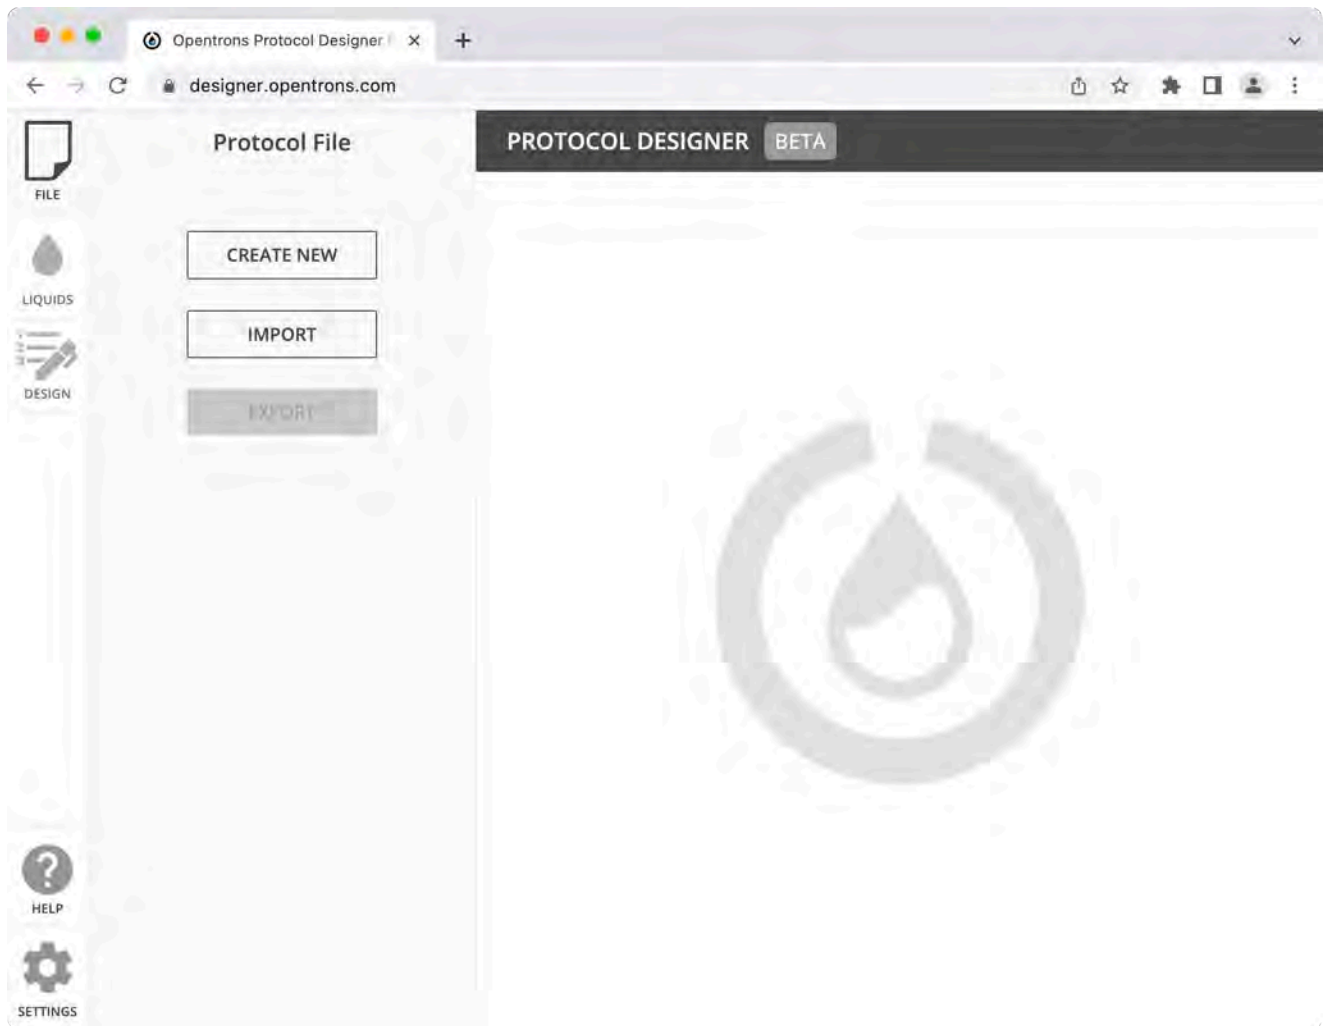 Opentrons Protocol Designer
designer.opentrons.com
FILE
LIQUIDS
DESIGN
HELP
SETTINGS
Protocol File
CREATE NEW
IMPORT
EXPORT
PROTOCOL DESIGNER BETA